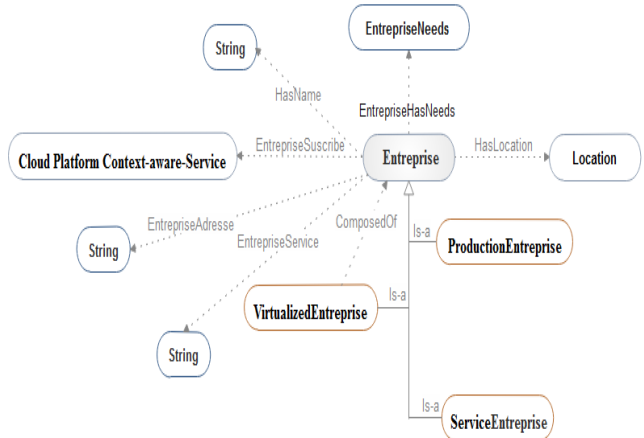 EntrepriseNeeds
String
HasName
EntrepriseHasNeeds
Cloud Platform Context-aware-Service
EntrepriseSuscribe
Entreprise
HasLocation
Location
EntrepriseAdresse
EntrepriseService
ComposedOf
Is-a
String
ProductionEntreprise
Is-a
VirtualizedEntreprise
String
Is-a
ServiceEntreprise